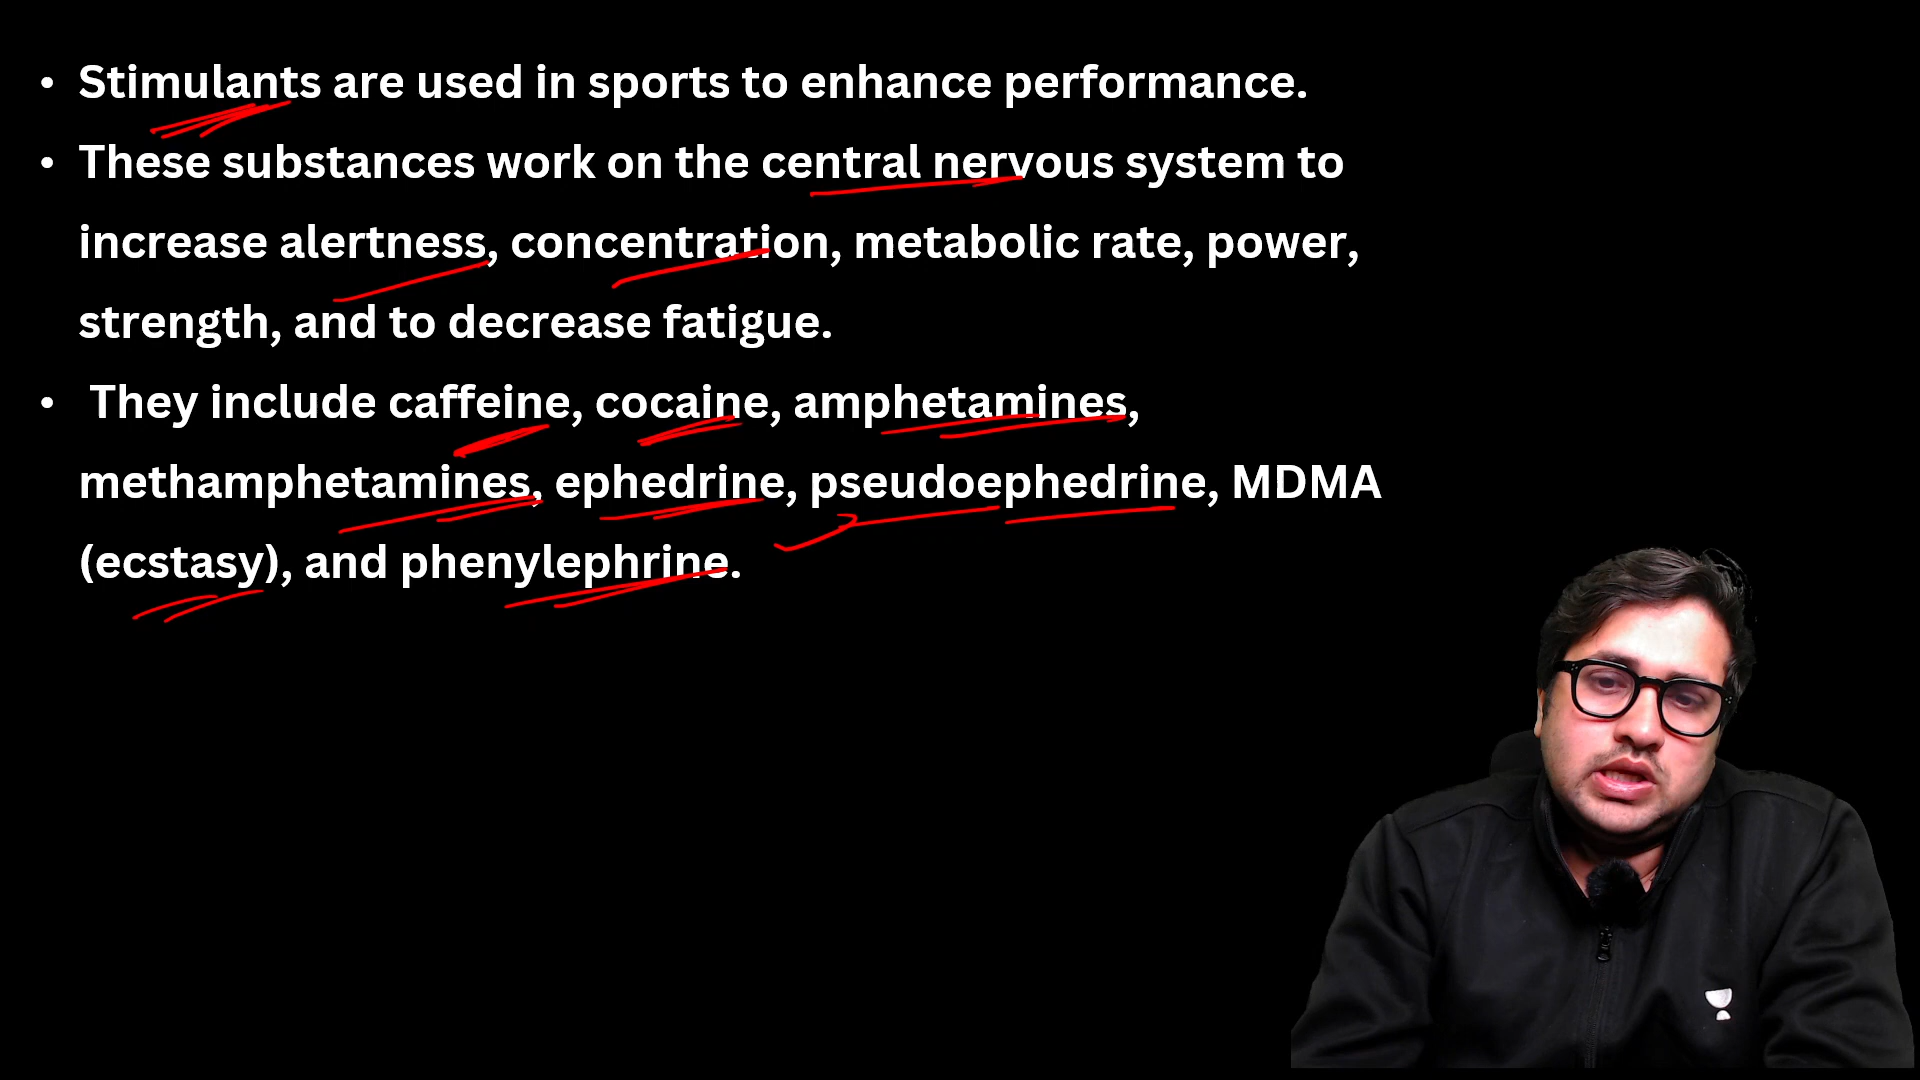 • Stimulants are used in sports to enhance performance.
• These substances work on the central nervous system to
increase alertness, concentration, metabolic rate, power,
strength, and to decrease fatigue.
• They include caffeine, cocaine, amphetamines,
methamphetamines, ephedrine, pseudoephedrine, MDMA
(ecstasy), and phenylephrine.